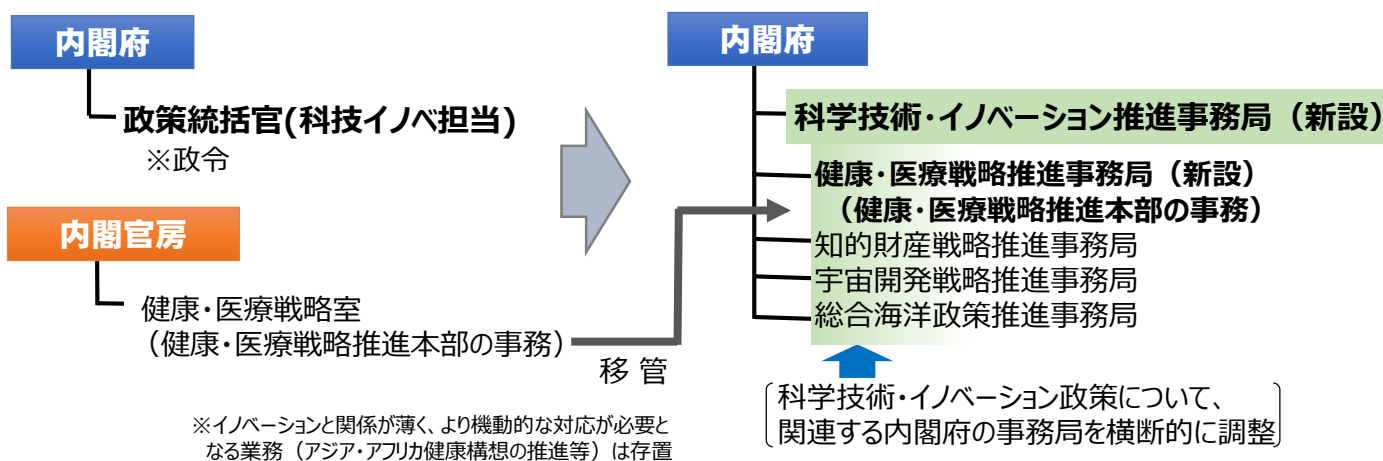 内閣府
政策統括官(科技イノベ担当)
※政令
内閣官房
健康・医療戦略室
（健康・医療戦略推進本部の事務）
移 管
※イノベーションと関係が薄く、より機動的な対応が必要と
なる業務（アジア・アフリカ健康構想の推進等）は存置
内閣府
科学技術・イノベーション推進事務局（新設）
健康・医療戦略推進事務局（新設）
（健康・医療戦略推進本部の事務）
知的財産戦略推進事務局
宇宙開発戦略推進事務局
総合海洋政策推進事務局
科学技術・イノベーション政策について、
関連する内閣府の事務局を横断的に調整